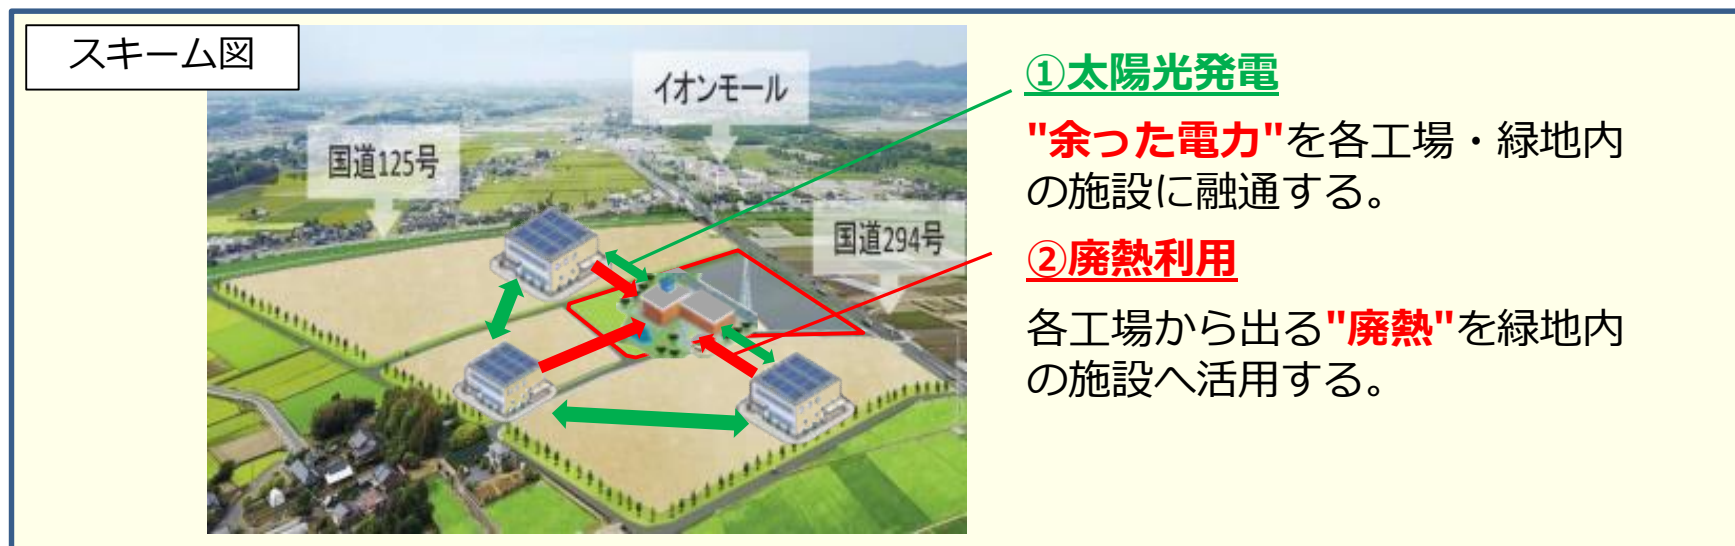 スキーム図
イオンモール
国道125号
国道294号
①太陽光発電
"余った電力"を各工場・緑地内
の施設に融通する。
②廃熱利用
各工場から出る"廃熱"を緑地内
の施設へ活用する。